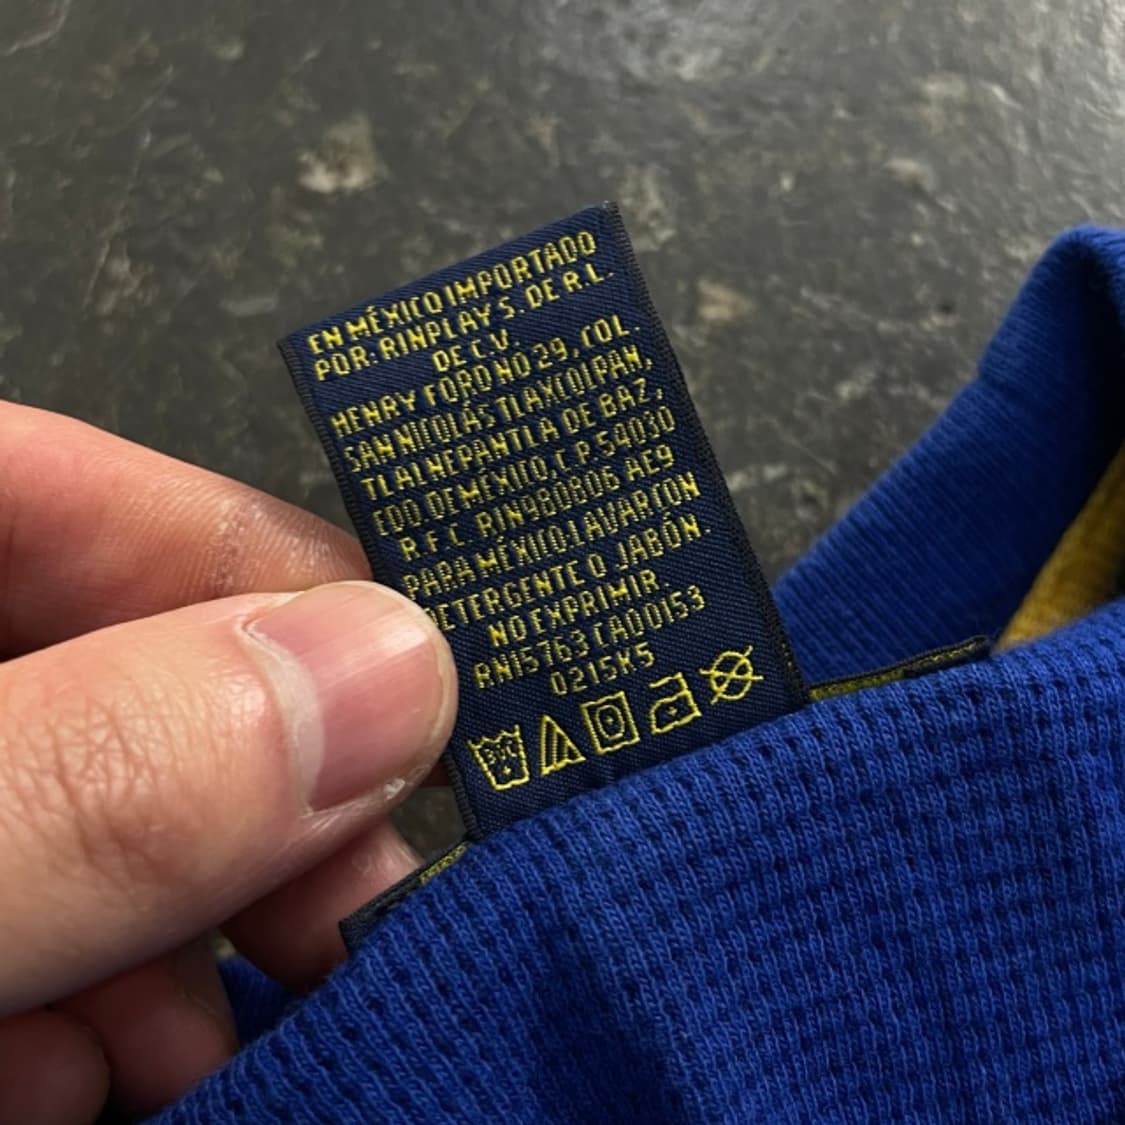 EN MÉXICO IMPORTADO
POR: RINPLAY S. DE R.L.
DE C.V.
HENRY FORD NO 29, COL.
SAN NICOLÁS TLAXCOLPAN,
TLALNEPANTLA DE BAZ,
EDO. DE MÉXICO, C.P. 54030
R.F.C. RIN980806 AE9
PARA MÉXICO: LAVAR CON
DETERGENTE O JABÓN.
NO EXPRIMIR.
RN15763 CA00153
0215K5